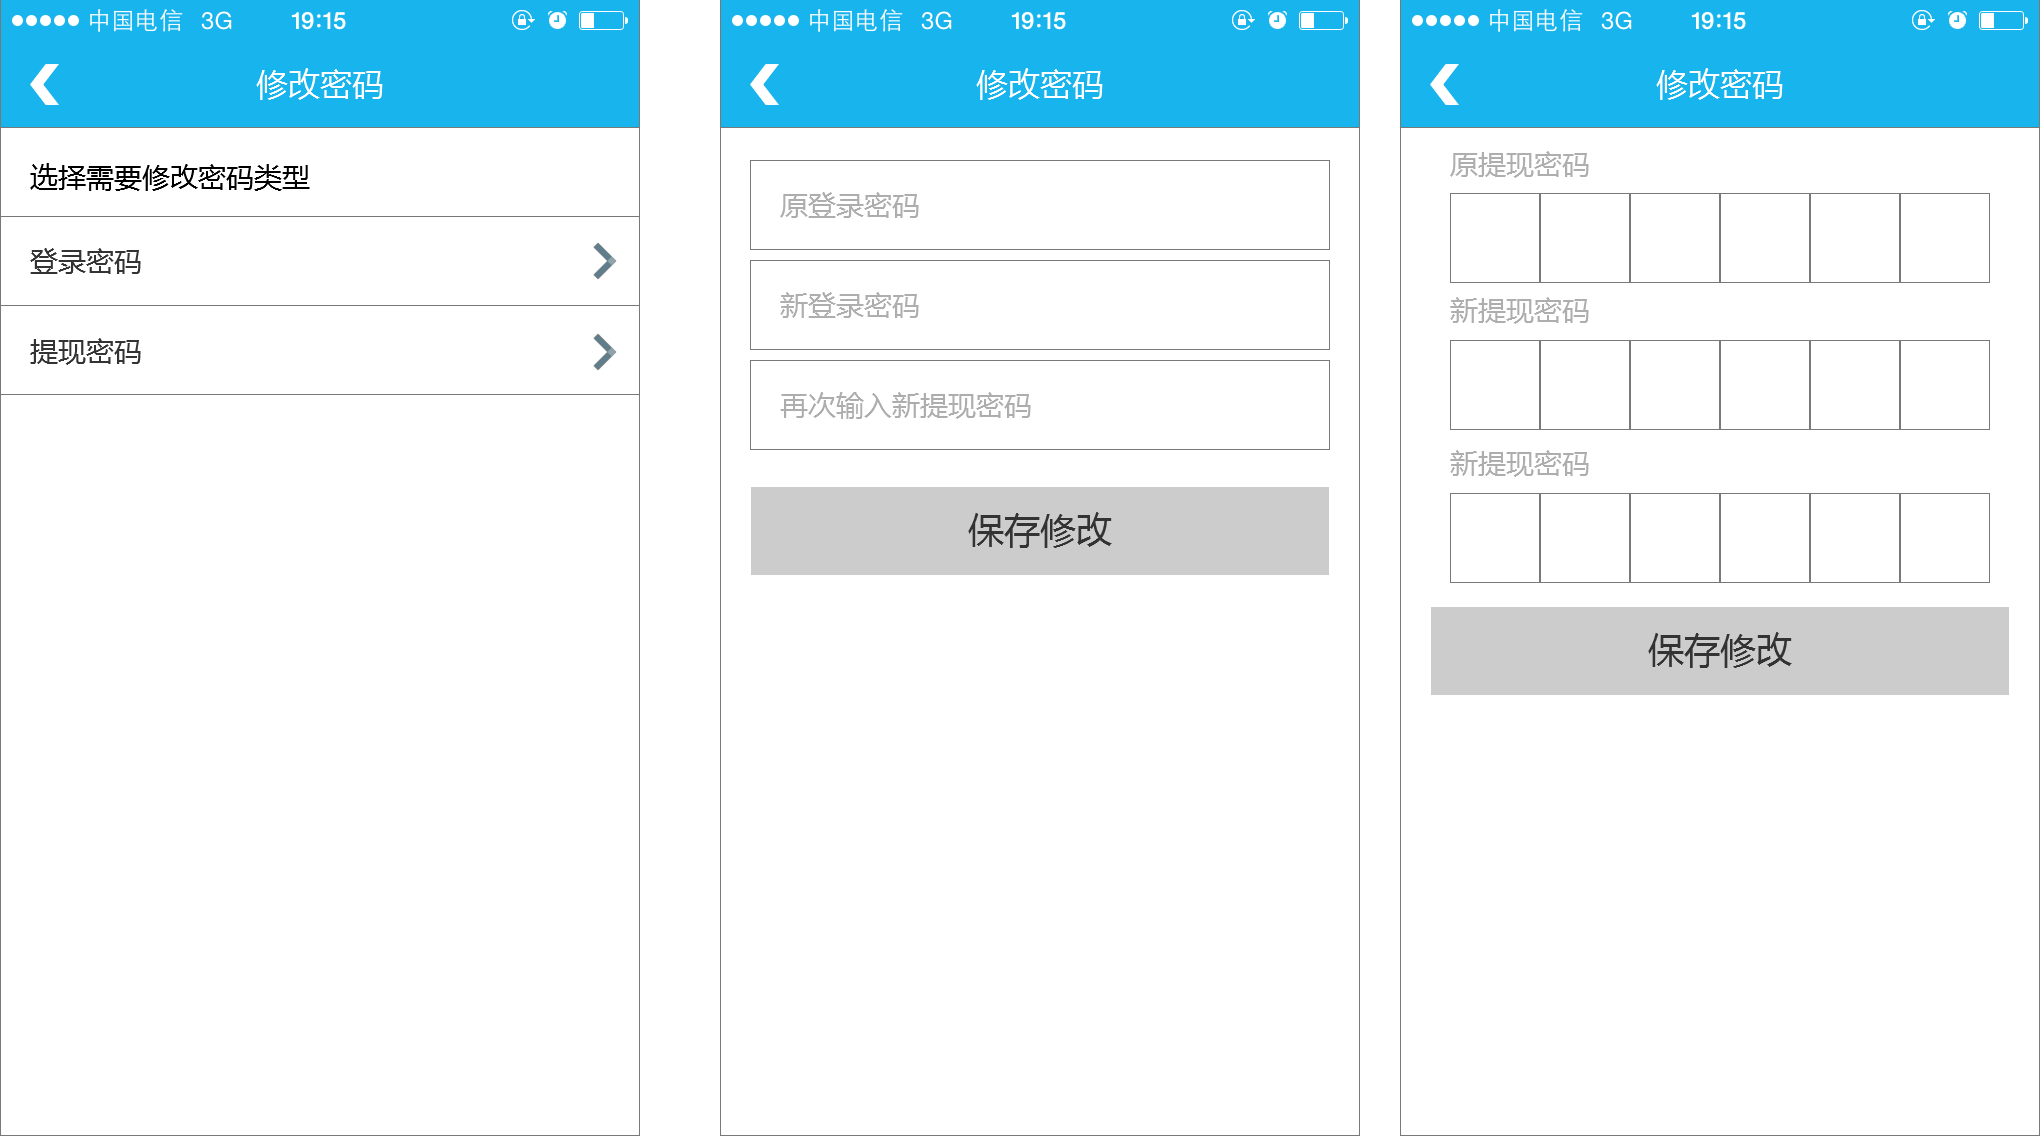 中国电信 3G 19:15
修改密码
选择需要修改密码类型
登录密码
提现密码
中国电信 3G 19:15
修改密码
原登录密码
新登录密码
再次输入新提现密码
保存修改
中国电信 3G 19:15
修改密码
原提现密码
新提现密码
新提现密码
保存修改